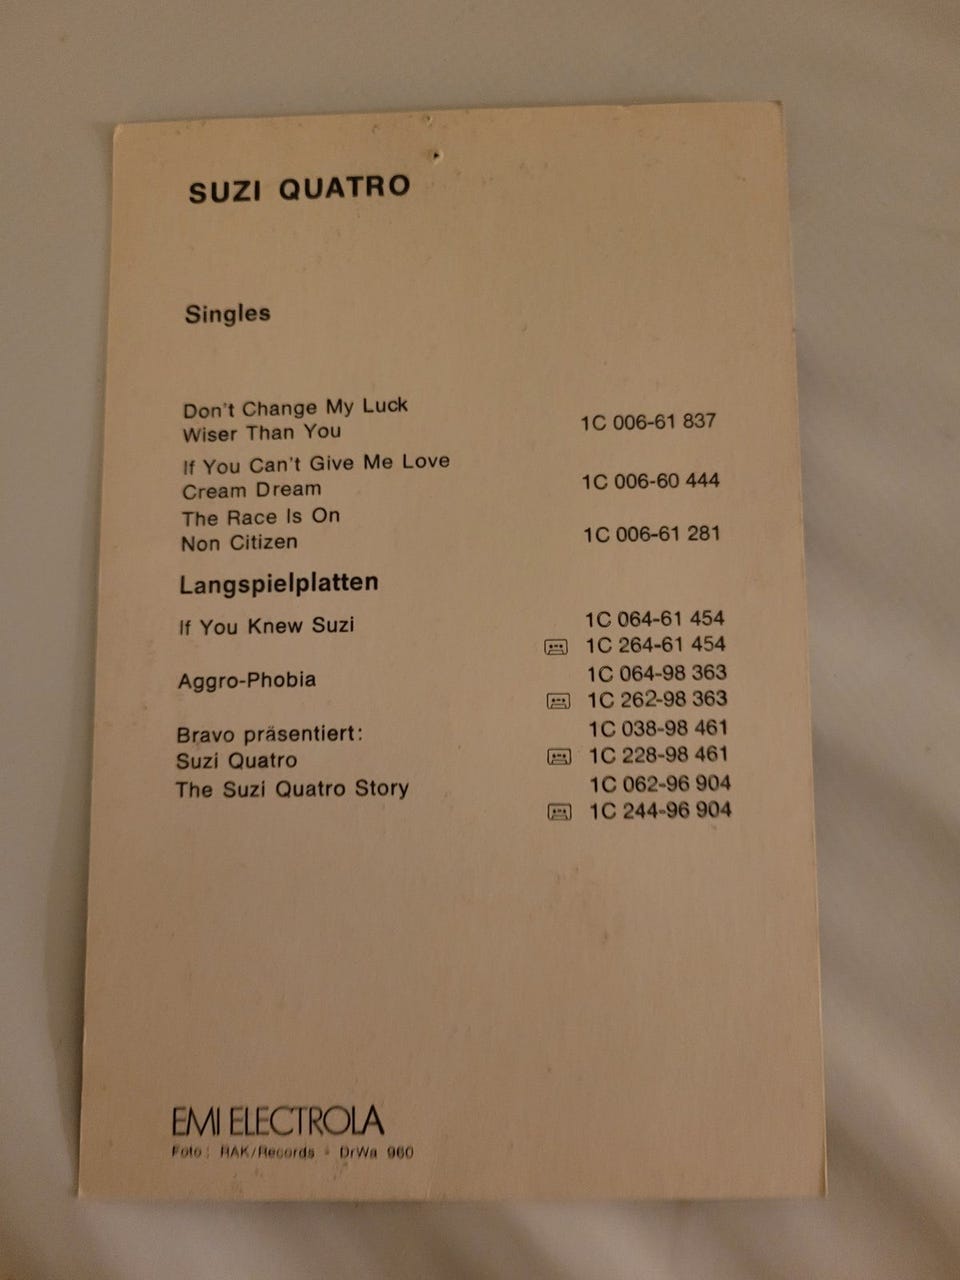 SUZI QUATRO
Singles
Don't Change My Luck
Wiser Than You 1C 006-61 837
If You Can't Give Me Love
Cream Dream 1C 006-60 444
The Race Is On
Non Citizen 1C 006-61 281
Langspielplatten
If You Knew Suzi 1C 064-61 454
1C 264-61 454
Aggro-Phobia 1C 064-98 363
1C 262-98 363
Bravo präsentiert: 1C 038-98 461
Suzi Quatro 1C 228-98 461
The Suzi Quatro Story 1C 062-96 904
1C 244-96 904
EMI ELECTROLA
Foto: RAK/Records - DrWa 960